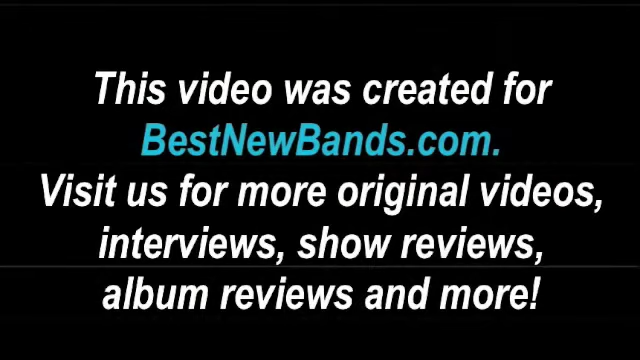 This video was created for
BestNewBands.com.
Visit us for more original videos,
interviews, show reviews,
album reviews and more!